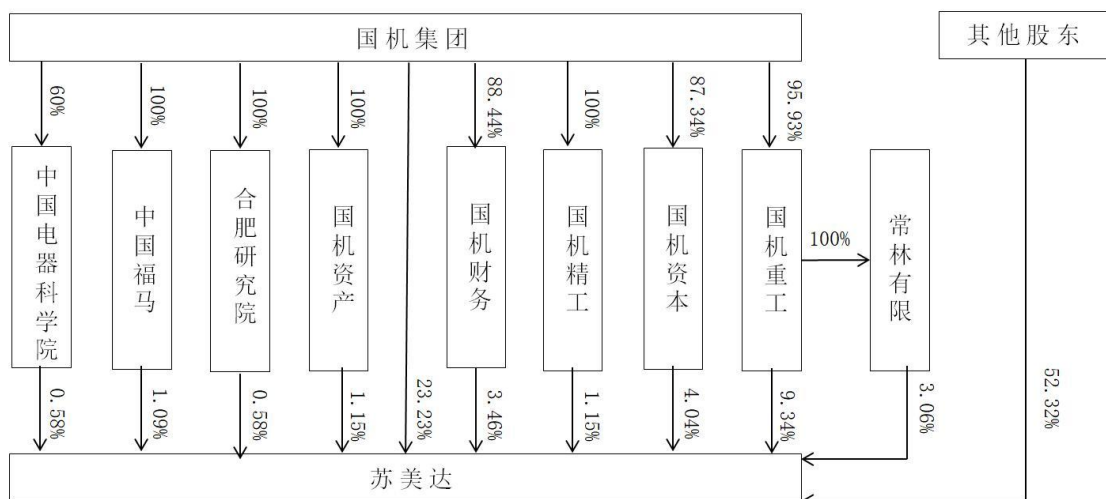 国机集团
其他股东
60%
100%
100%
100%
88.44%
100%
87.34%
95.93%
中国电器科学院
中国福马
合肥研究院
国机资产
国机财务
国机精工
国机资本
国机重工
100%
常林有限
0.58%
1.09%
0.58%
1.15%
23.23%
3.46%
1.15%
4.04%
9.34%
3.06%
52.32%
苏美达